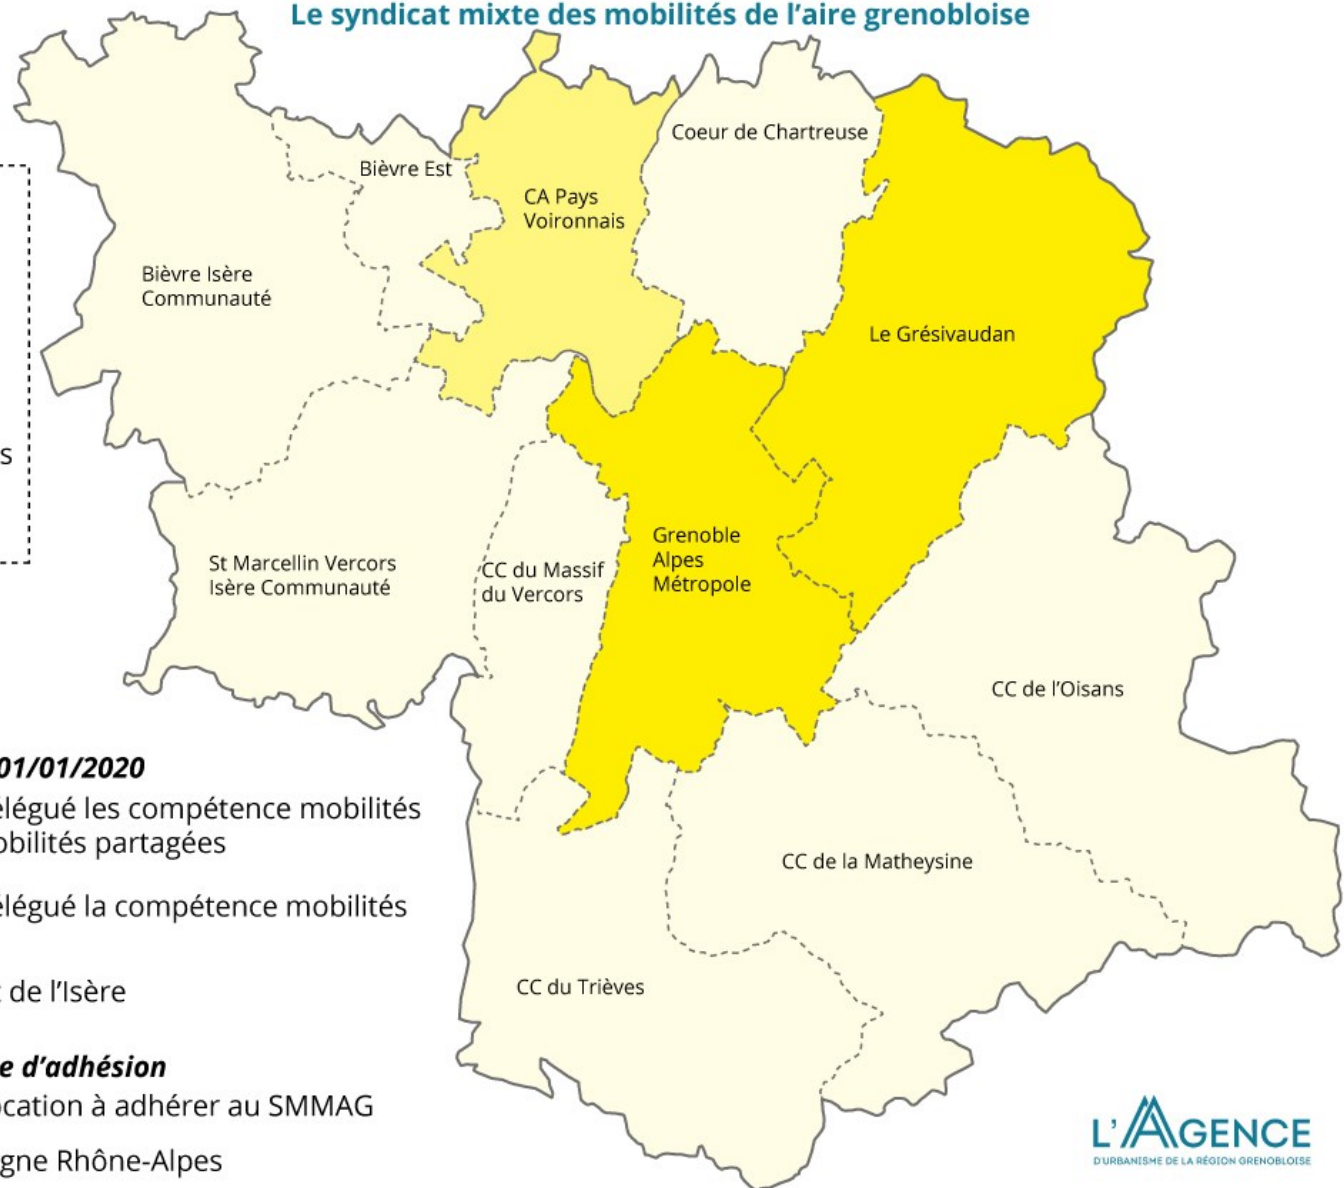 Le syndicat mixte des mobilités de l'aire grenobloise
Coeur de Chartreuse
Bièvre Est
CA Pays
Voironnais
Bièvre Isère
Communauté
Le Grésivaudan
s
St Marcellin Vercors
Isère Communauté
CC du Massif
du Vercors
Grenoble
Alpes
Métropole
CC de l'Oisans
01/01/2020
élégué les compétence mobilités
obilités partagées
CC de la Matheysine
élégué la compétence mobilités
de l'Isère
CC du Trièves
e d'adhésion
ocation à adhérer au SMMAG
gne Rhône-Alpes
L'AGENCE
D'URBANISME DE LA RÉGION GRENOBLOISE